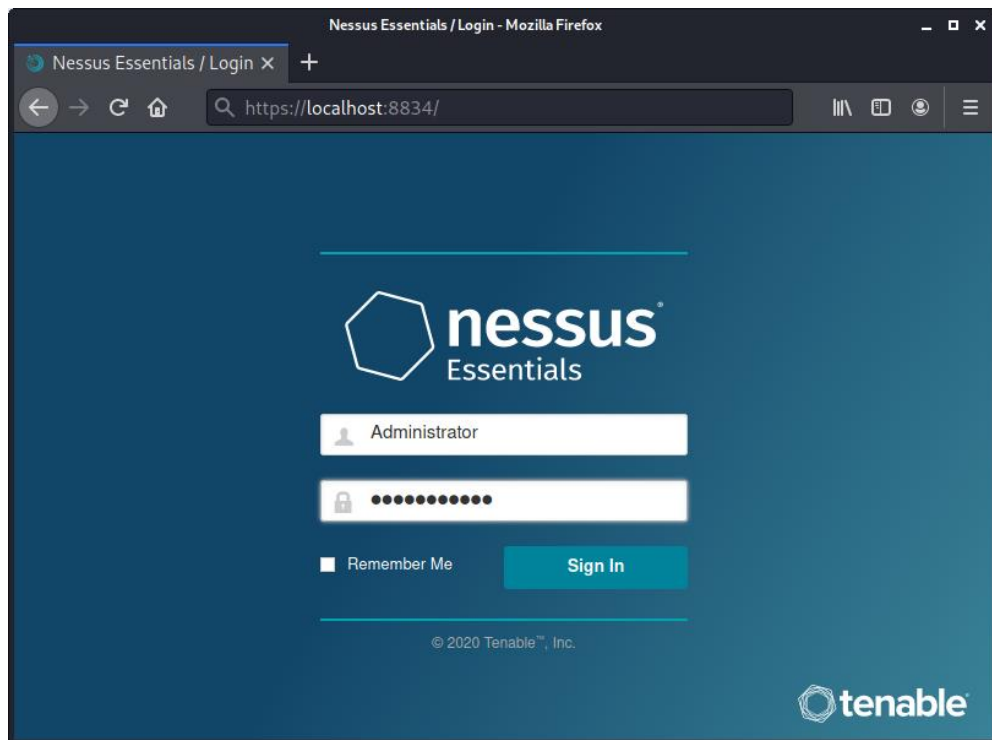 Nessus Essentials / Login - Mozilla Firefox
Nessus Essentials / Login
https://localhost:8834/
nessus®
Essentials
Administrator
●●●●●●●●●●●
Remember Me
Sign In
© 2020 Tenable™, Inc.
tenable®